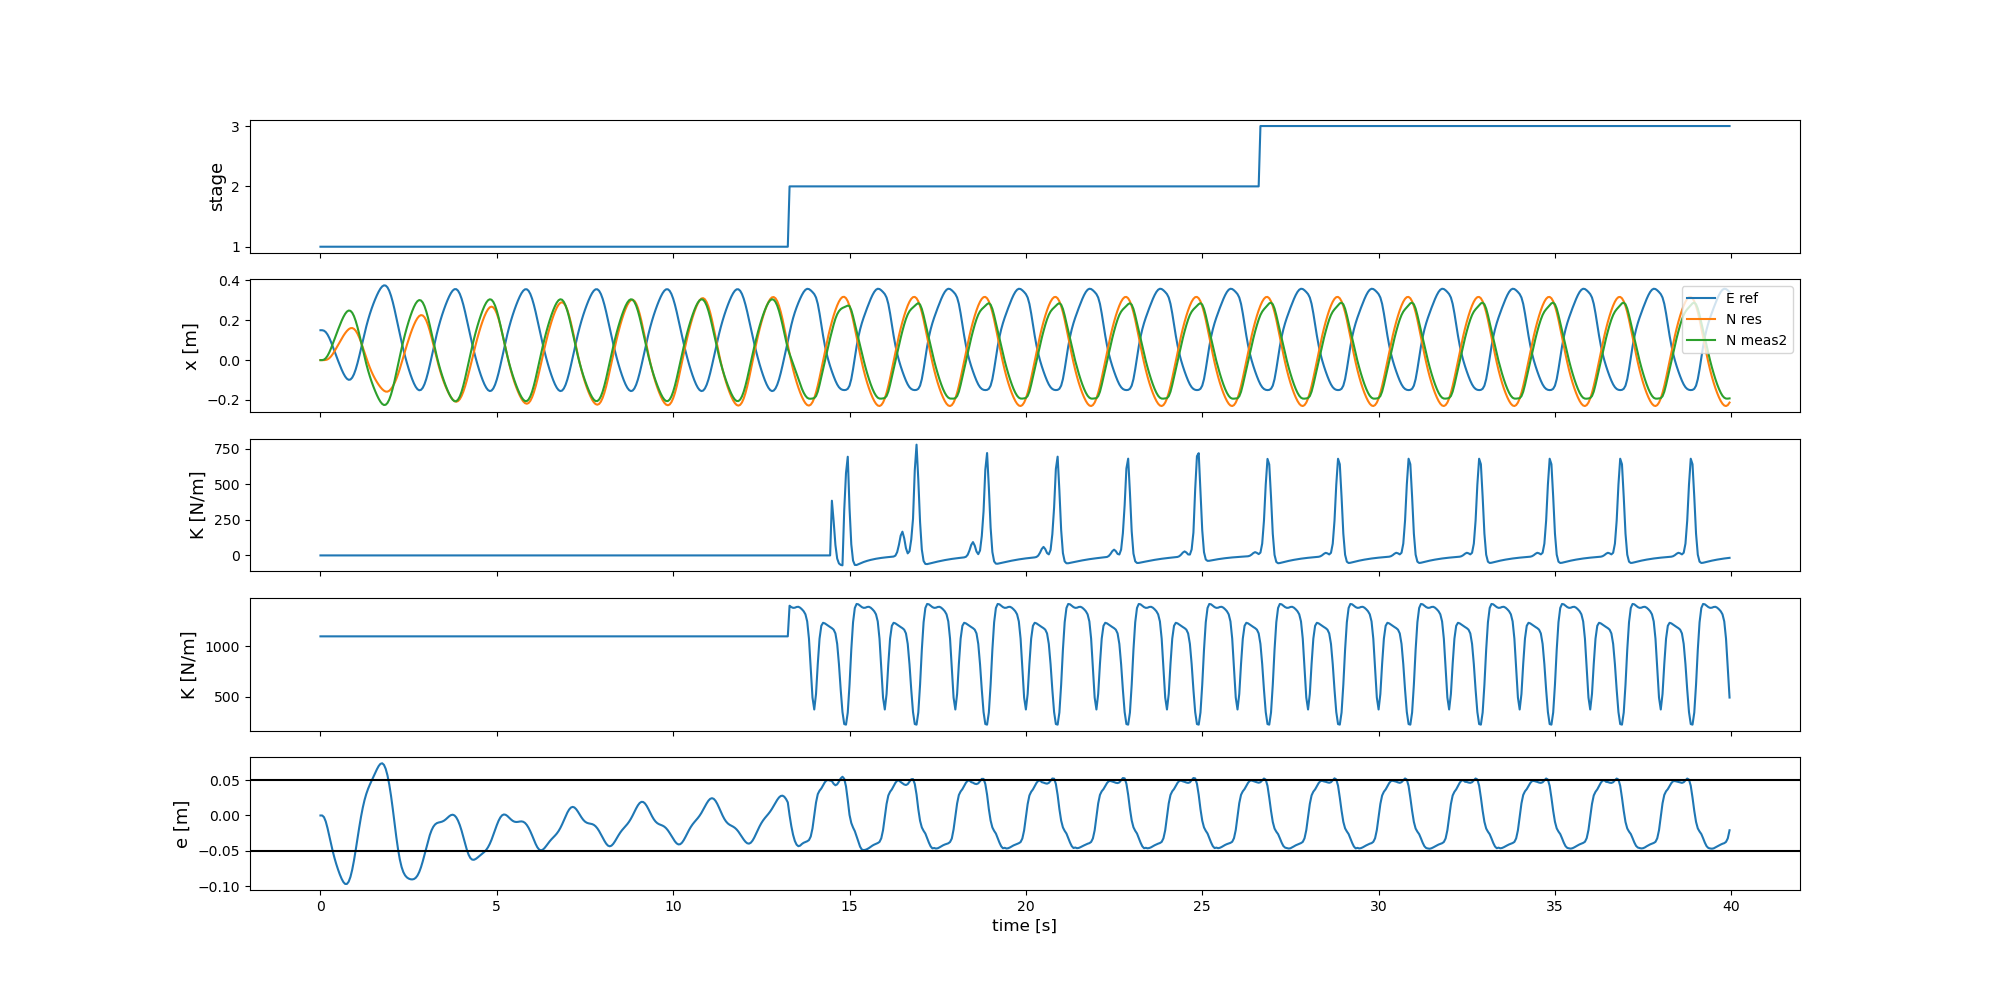 stage
3
2
1
x [m]
0.4
0.2
0.0
−0.2
E ref
N res
N meas2
K [N/m]
750
500
250
0
K [N/m]
1000
500
e [m]
0.05
0.00
−0.05
−0.10
0 5 10 15 20 25 30 35 40
time [s]